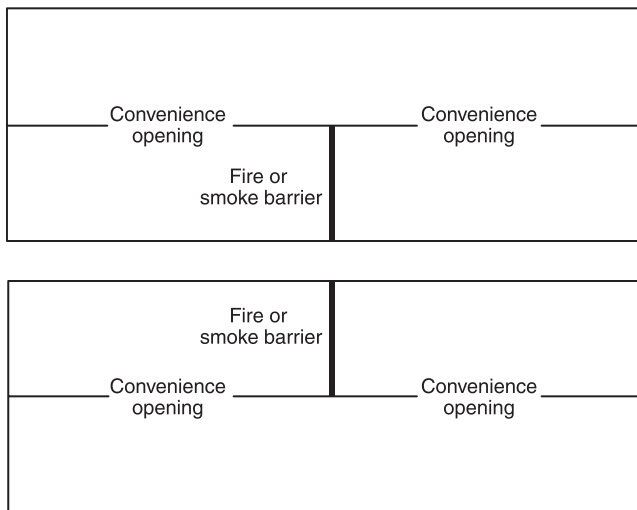 Convenience
opening
Convenience
opening
Fire or
smoke barrier
Fire or
smoke barrier
Convenience
opening
Convenience
opening